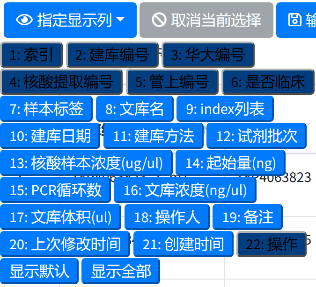 指定显示列 取消当前选择 输
1: 索引 2: 建库编号 3: 华大编号
4: 核酸提取编号 5: 管上编号 6: 是否临床
7: 样本标签 8: 文库名 9: index列表 4063823
10: 建库日期 11: 建库方法 12: 试剂批次
13: 核酸样本浓度(ug/ul) 14: 起始量(ng)
15: PCR循环数 16: 文库浓度(ng/ul)
17: 文库体积(ul) 18: 操作人 19: 备注
20: 上次修改时间 21: 创建时间 22: 操作 5
显示默认 显示全部